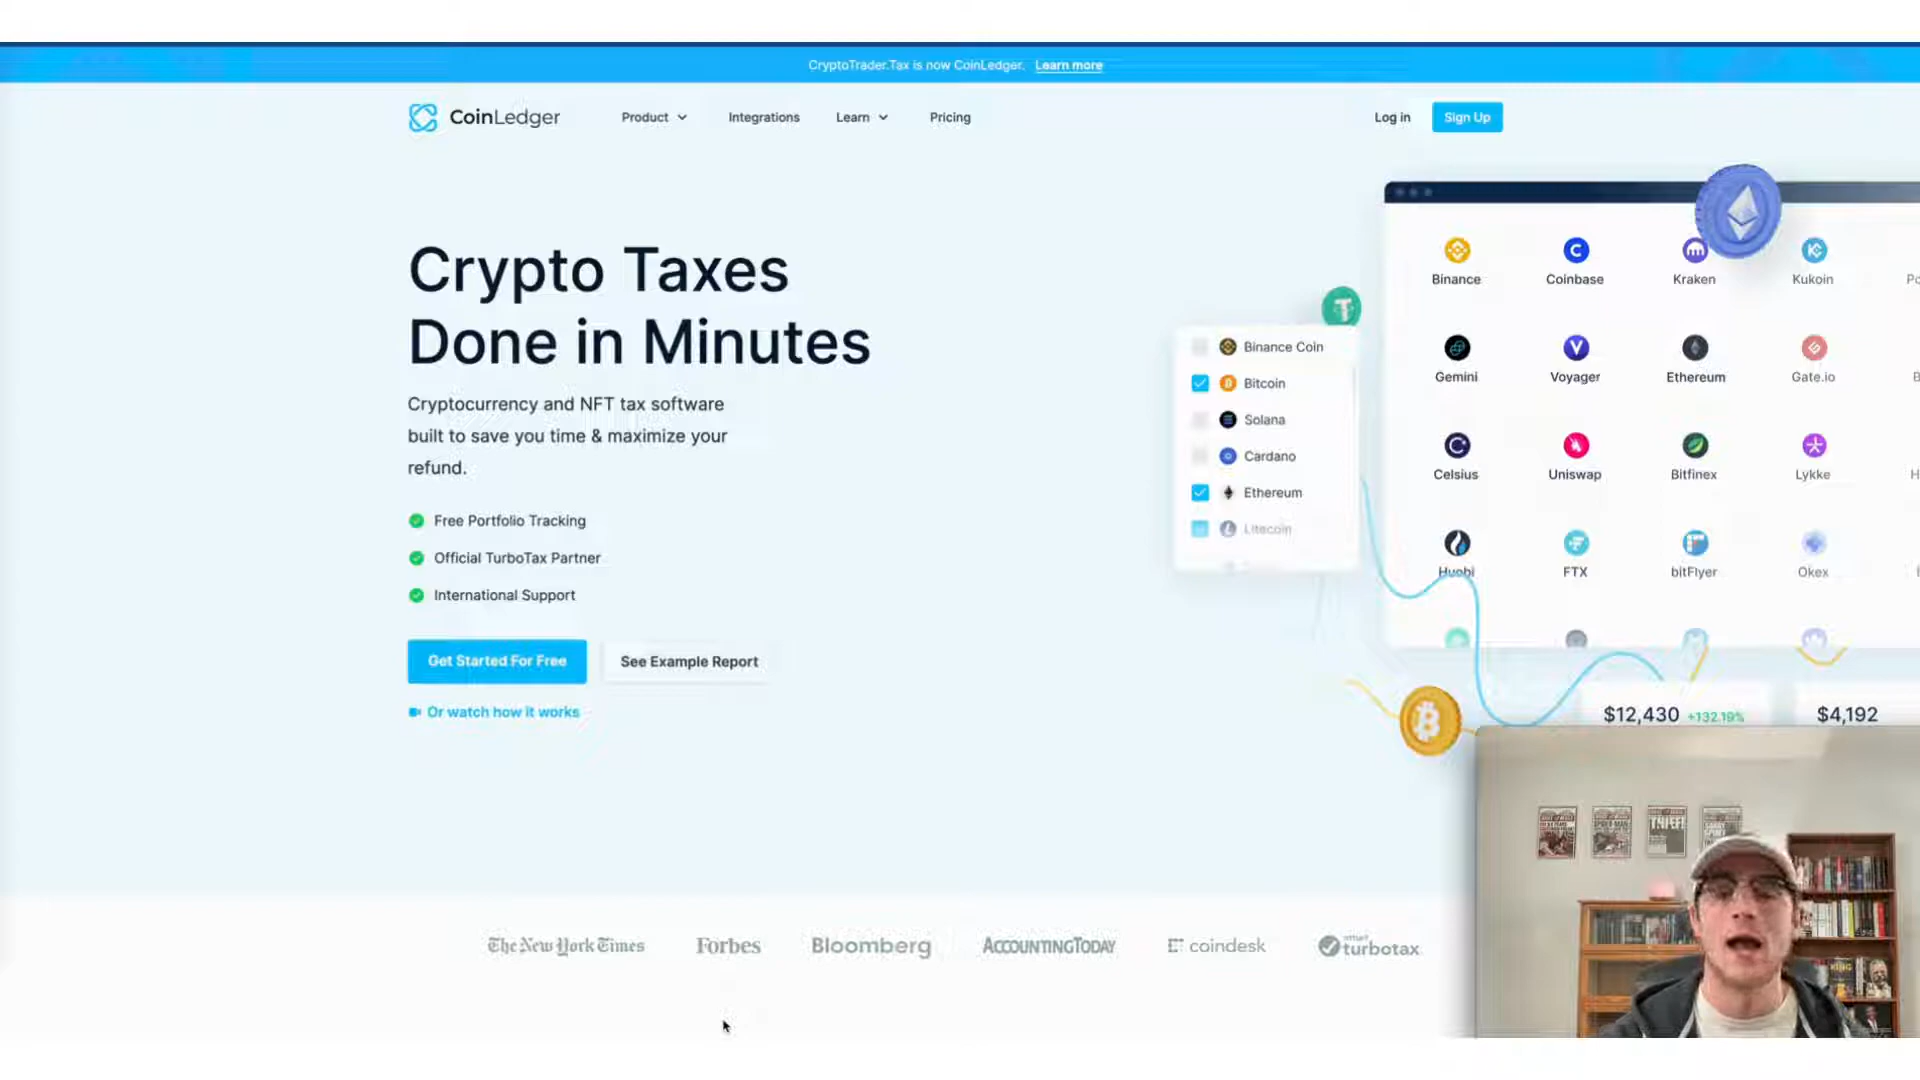 CryptoTrader.Tax is now CoinLedger. Learn more
CoinLedger
Product
Integrations
Learn
Pricing
Log in
Sign Up
Crypto Taxes
Done in Minutes
Cryptocurrency and NFT tax software
built to save you time & maximize your
refund.
Free Portfolio Tracking
Official TurboTax Partner
International Support
Get Started For Free
See Example Report
Or watch how it works
Binance Coin
Bitcoin
Solana
Cardano
Ethereum
Litecoin
Binance
Coinbase
Kraken
Kukoin
Gemini
Voyager
Ethereum
Gate.io
Celsius
Uniswap
Bitfinex
Lykke
Huobi
FTX
bitFlyer
Okex
$12,430 +132.19%
$4,192
The New York Times
Forbes
Bloomberg
ACCOUNTINGTODAY
coindesk
intuit
turbotax
THIEF!
KING